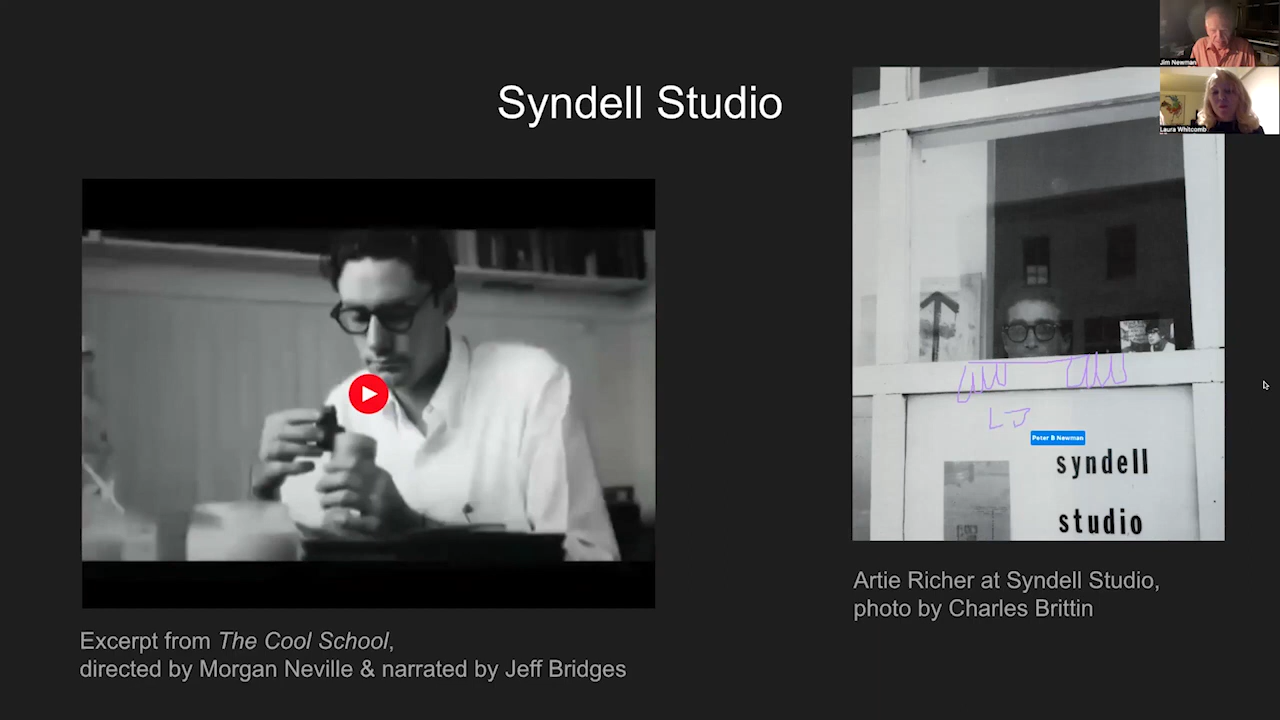 Jim Newman
Laura Whitcomb
Syndell Studio
Peter B Newman
syndell
studio
Artie Richer at Syndell Studio,
photo by Charles Brittin
Excerpt from The Cool School,
directed by Morgan Neville & narrated by Jeff Bridges